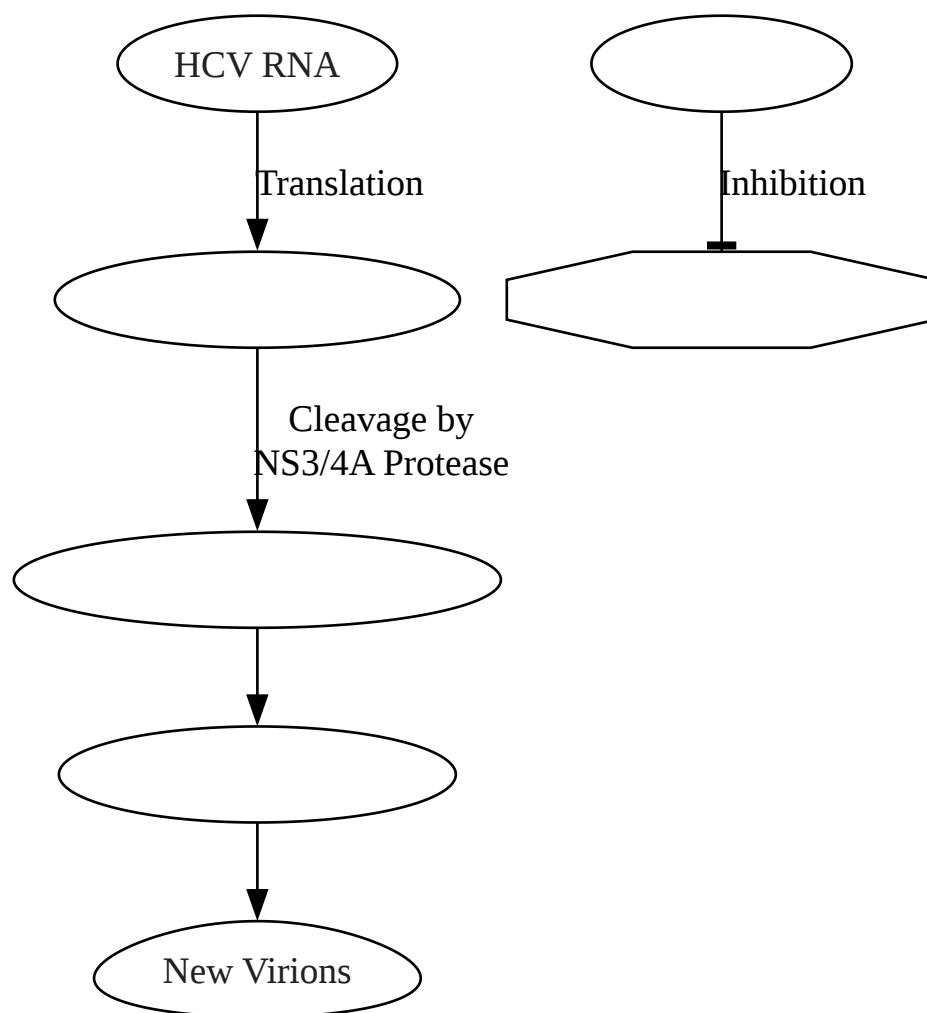 HCV RNA
Translation
Inhibition
Cleavage by
NS3/4A Protease
New Virions